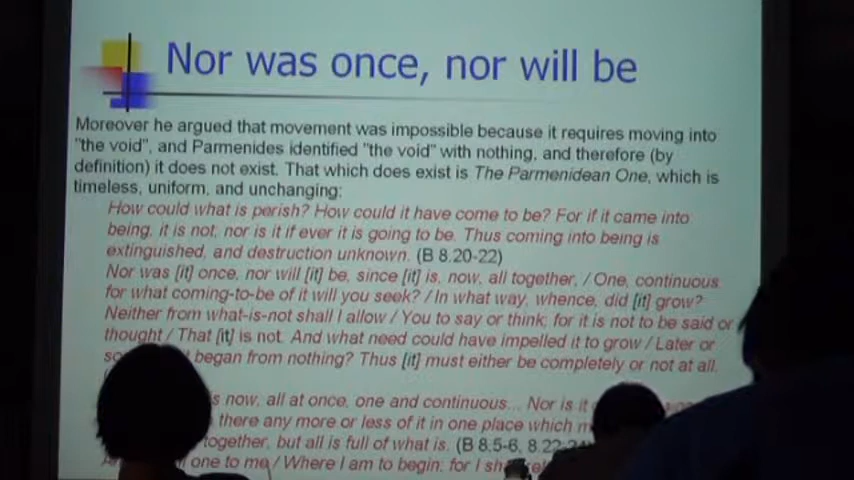 Nor was once, nor will be
Moreover he argued that movement was impossible because it requires moving into
"the void", and Parmenides identified "the void" with nothing, and therefore (by
definition) it does not exist. That which does exist is The Parmenidean One, which is
timeless, uniform, and unchanging:
How could what is perish? How could it have come to be? For if it came into
being, it is not, nor is it if ever it is going to be. Thus coming into being is
extinguished, and destruction unknown. (B 8.20-22)
Nor was [it] once, nor will [it] be, since [it] is, now, all together, / One, continuous
for what coming-to-be of it will you seek? / In what way, whence, did [it] grow?
Neither from what-is-not shall I allow / You to say or think; for it is not to be said or
thought / That [it] is not. And what need could have impelled it to grow / Later or
began from nothing? Thus [it] must either be completely or not at all.
now, all at once, one and continuous... Nor is it
there any more or less of it in one place which
together, but all is full of what is. (B 8.5-6, 8.22-
one to me / Where I am to begin; for I